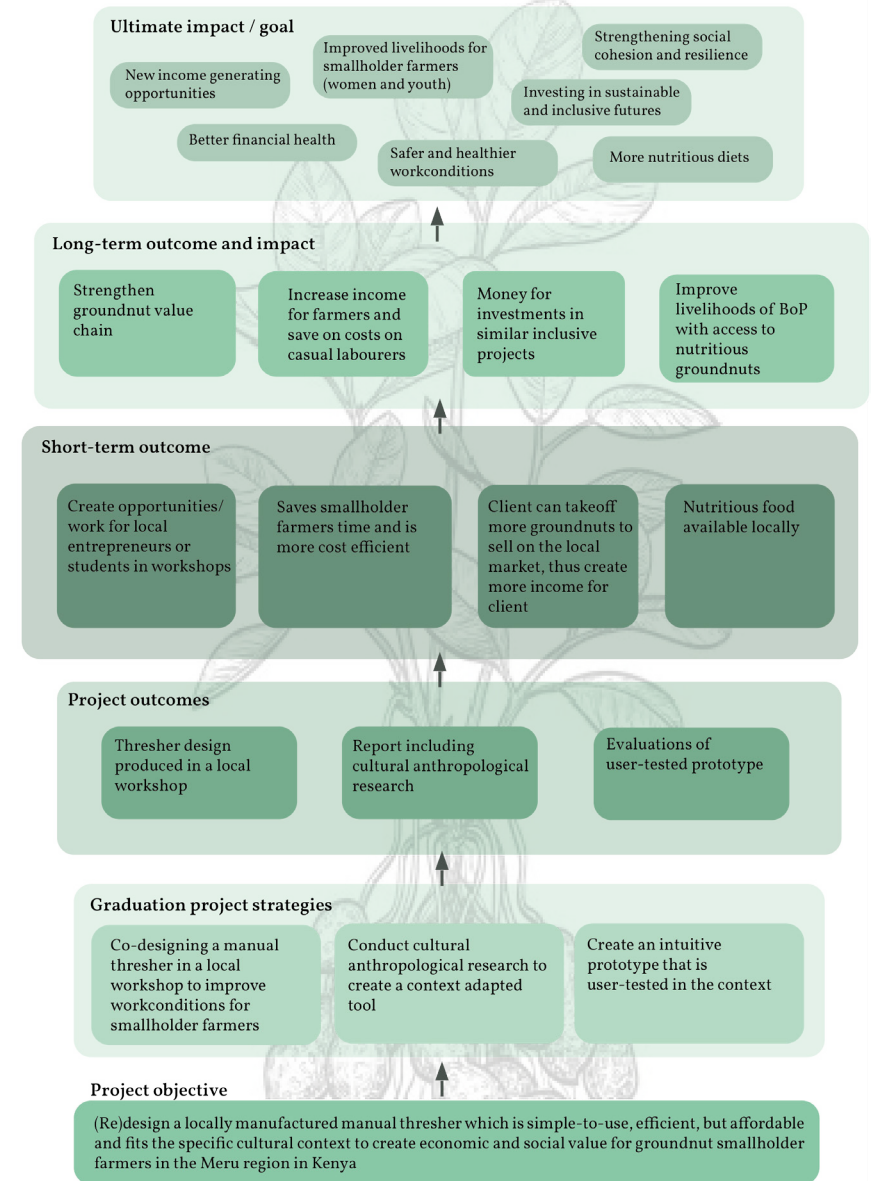 Ultimate impact / goal
New income generating
opportunities
Improved livelihoods for
smallholder farmers
(women and youth)
Strengthening social
cohesion and resilience
Investing in sustainable
and inclusive futures
Better financial health
Safer and healthier
workconditions
More nutritious diets
Long-term outcome and impact
Strengthen
groundnut value
chain
Increase income
for farmers and
save on costs on
casual labourers
Money for
investments in
similar inclusive
projects
Improve
livelihoods of BoP
with access to
nutritious
groundnuts
Short-term outcome
Create opportunities/
work for local
entrepreneurs or
students in workshops
Saves smallholder
farmers time and is
more cost efficient
Client can takeoff
more groundnuts to
sell on the local
market, thus create
more income for
client
Nutritious food
available locally
Project outcomes
Thresher design
produced in a local
workshop
Report including
cultural anthropological
research
Evaluations of
user-tested prototype
Graduation project strategies
Co-designing a manual
thresher in a local
workshop to improve
workconditions for
smallholder farmers
Conduct cultural
anthropological research to
create a context adapted
tool
Create an intuitive
prototype that is
user-tested in the context
Project objective
(Re)design a locally manufactured manual thresher which is simple-to-use, efficient, but affordable
and fits the specific cultural context to create economic and social value for groundnut smallholder
farmers in the Meru region in Kenya